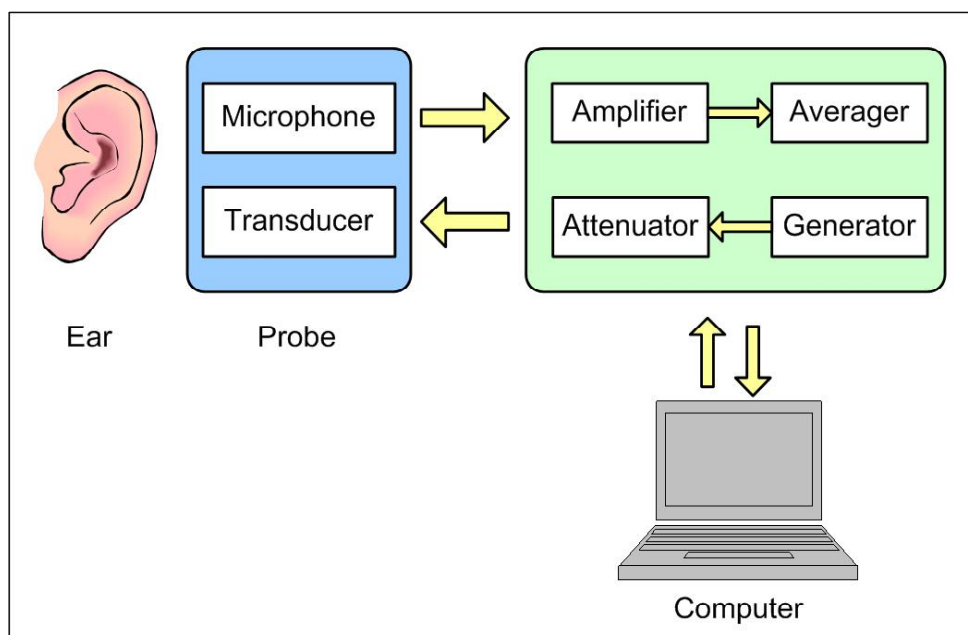 Microphone
Amplifier
Averager
Transducer
Attenuator
Generator
Ear
Probe
Computer